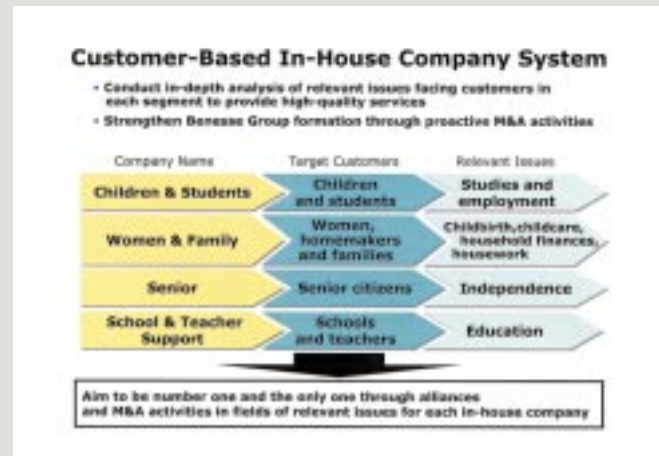 Customer-Based In-House Company System
• Conduct in-depth analysis of relevant issues facing customers in
each segment to provide high-quality services
• Strengthen Benesse Group formation through proactive M&A activities
Company Name Target Customers Relevant Issues
Children & Students
Children
and students
Studies and
employment
Women & Family
Women,
homemakers
and families
Childbirth,childcare,
household finances,
housework
Senior
Senior citizens
Independence
School & Teacher
Support
Schools
and teachers
Education
Aim to be number one and the only one through alliances
and M&A activities in fields of relevant issues for each in-house company